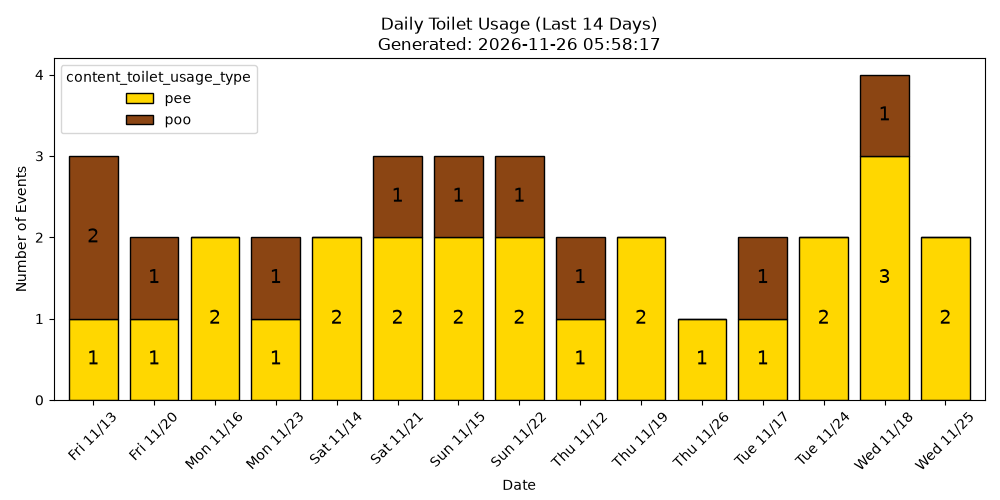 Daily Toilet Usage (Last 14 Days)
Generated: 2026-11-26 05:58:17
content_toilet_usage_type
pee
poo
Number of Events
4
3
2
1
0
2 1 1 1 1 1 1 1 1
1 1 2 1 2 2 2 2 1 2 1 1 2 3 2
Fri 11/13 Fri 11/20 Mon 11/16 Mon 11/23 Sat 11/14 Sat 11/21 Sun 11/15 Sun 11/22 Thu 11/12 Thu 11/19 Thu 11/26 Tue 11/17 Tue 11/24 Wed 11/18 Wed 11/25
Date